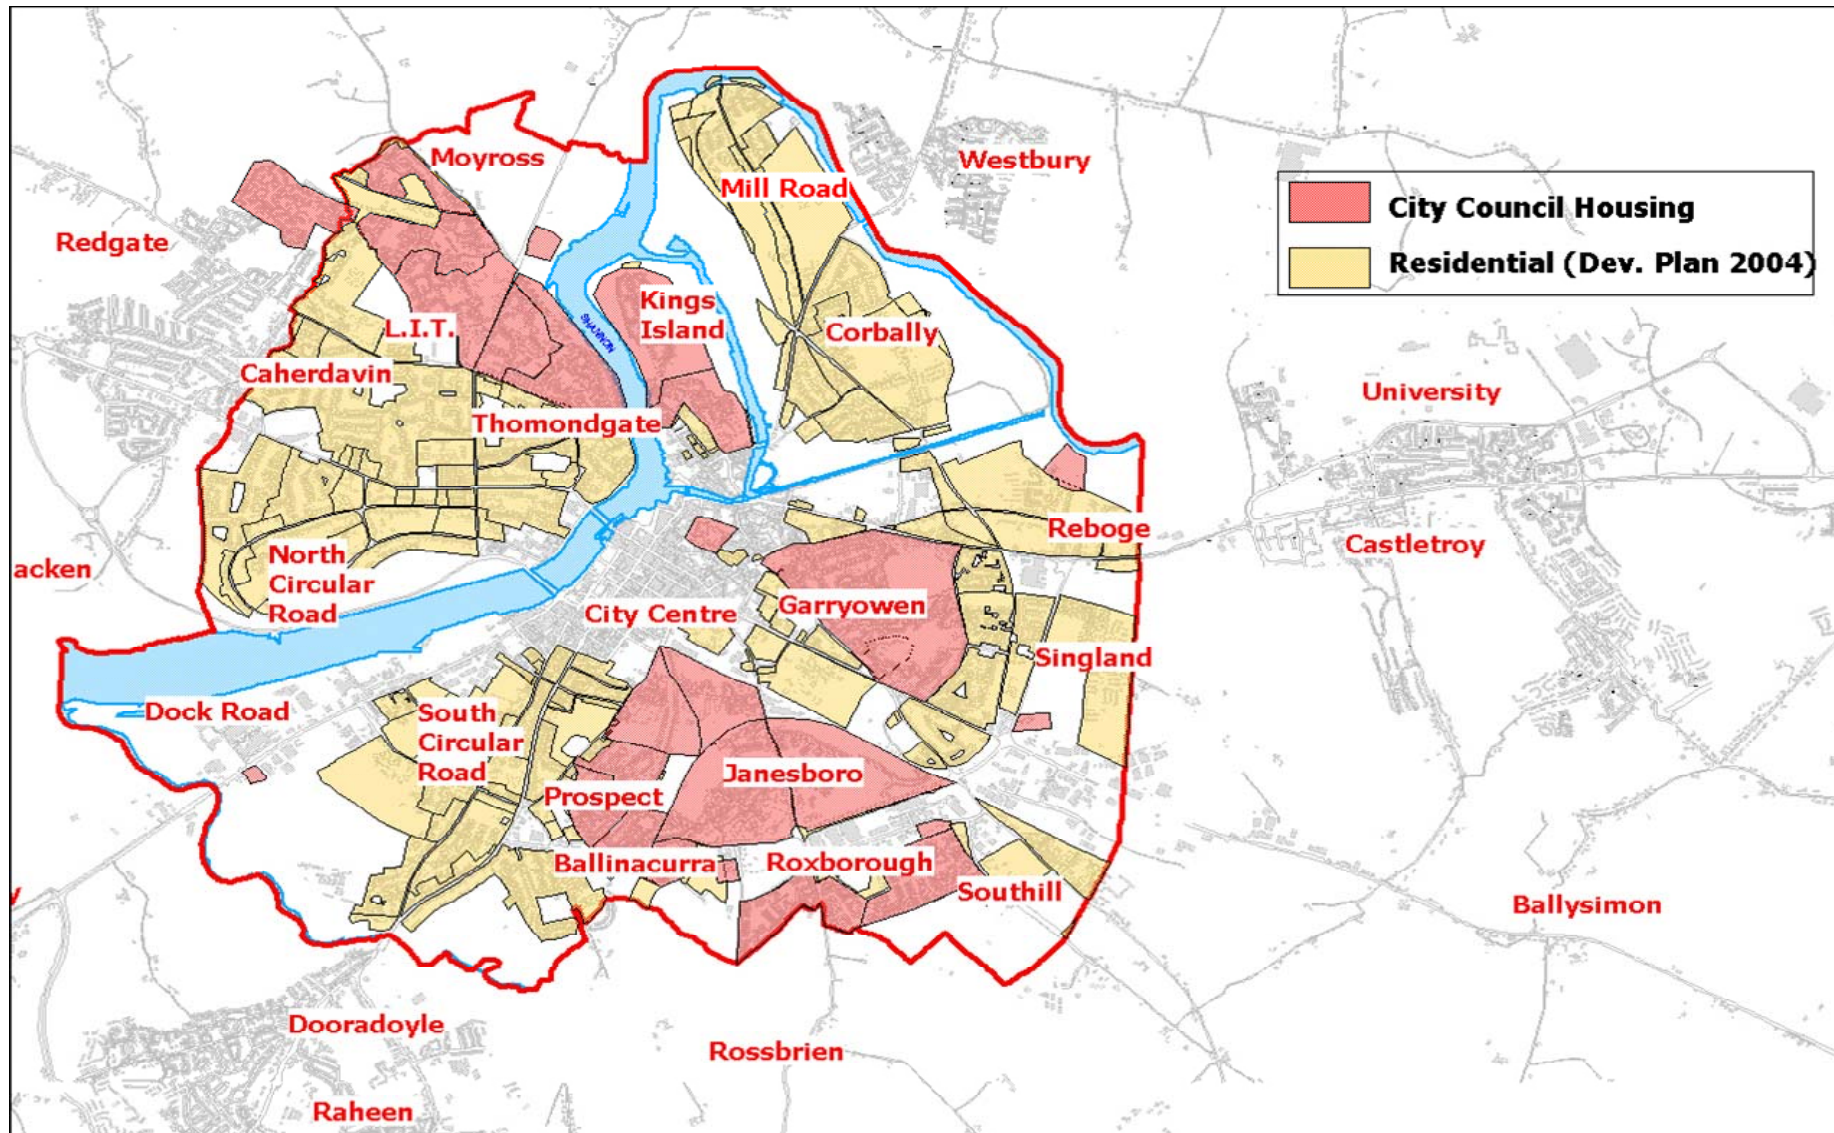 Moyross
Westbury
Mill Road
City Council Housing
Redgate
Residential (Dev. Plan 2004)
Kings
Island
L.I.T.
SHANNON
Corbally
Caherdavin
University
Thomondgate
Reboge
Castletroy
North
Circular
Road
acken
Garryowen
City Centre
Singland
Dock Road
South
Circular
Road
Janesboro
Prospect
Ballinacurra
Roxborough
Southill
y
Ballysimon
Dooradoyle
Rossbrien
Raheen